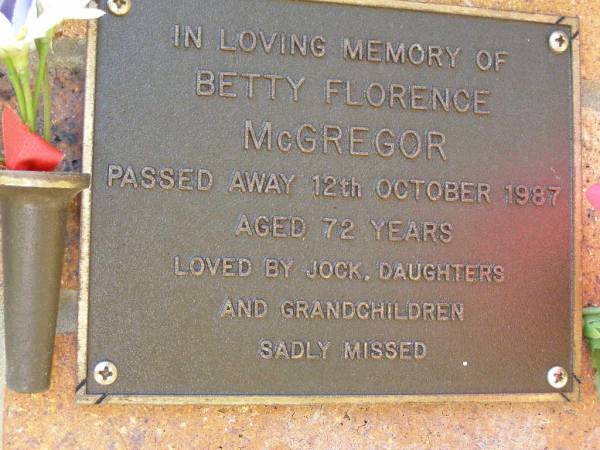 IN LOVING MEMORY OF
BETTY FLORENCE
McGREGOR
PASSED AWAY 12th OCTOBER 1987
AGED 72 YEARS
LOVED BY JOCK, DAUGHTERS
AND GRANDCHILDREN
SADLY MISSED